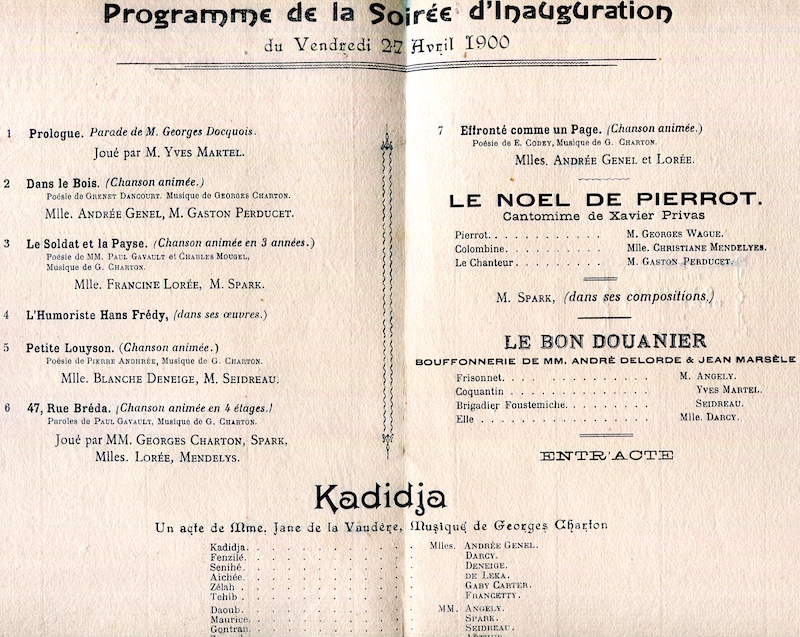 Programme de la Soirée d'Inauguration
du Vendredi 27 Avril 1900
1 Prologue. Parade de M. Georges Docquois.
Joué par M. YVES MARTEL.
2 Dans le Bois. (Chanson animée.)
Poésie de GRENET DANCOURT. Musique de GEORGES CHARTON.
Mlle. ANDRÉE GENEL, M. GASTON PERDUCET.
3 Le Soldat et la Payse. (Chanson animée en 3 années.)
Poésie de MM. PAUL GAVAULT et CHARLES MOUGEL,
Musique de G. CHARTON.
Mlle. FRANCINE LORÉE, M. SPARK.
4 L'Humoriste Hans Frédy, (dans ses œuvres.)
5 Petite Louyson. (Chanson animée.)
Poésie de PIERRE ANDHRÉE, Musique de G. CHARTON.
Mlle. BLANCHE DENEIGE, M. SEIDREAU.
6 47, Rue Bréda. (Chanson animée en 4 étages.)
Paroles de PAUL GAVAULT, Musique de G. CHARTON.
Joué par MM. GEORGES CHARTON, SPARK,
Mlles. LORÉE, MENDELYS.
7 Effronté comme un Page. (Chanson animée.)
Poésie de E. CODEY, Musique de G. CHARTON.
Mlles. ANDRÉE GENEL et LORÉE.
LE NOEL DE PIERROT.
Cantomime de Xavier Privas
Pierrot. . . . . . . . . . . . M. GEORGES WAGUE.
Colombine. . . . . . . . . . . Mlle. CHRISTIANE MENDELYES.
Le Chanteur . . . . . . . . . . M. GASTON PERDUCET.
M. SPARK, (dans ses compositions.)
LE BON DOUANIER
BOUFFONNERIE DE MM. ANDRÉ DELORDE & JEAN MARSÈLE
Frisonnet. . . . . . . . . . . M. ANGELY.
Coquantin . . . . . . . . . . . YVES MARTEL.
Brigadier Foustemiche. . . . . . . SEIDREAU.
Elle . . . . . . . . . . . . . Mlle. DARCY.
ENTR'ACTE
Kadidja
Un acte de Mme. Jane de la Vaudère, Musique de Georges Charton
Kadidja. . . . . . . . . . . Mlles. ANDRÉE GENEL.
Fenzilé. . . . . . . . . . . DARCY.
Senihé. . . . . . . . . . . DENEIGE.
Aichée. . . . . . . . . . . DE LEKA.
Zélah . . . . . . . . . . . GABY CARTER.
Tehib . . . . . . . . . . . FRANCETTY.
Daoub. . . . . . . . . . . MM. ANGELY.
Maurice. . . . . . . . . . . SPARK.
Gontran. . . . . . . . . . . SEIDREAU.